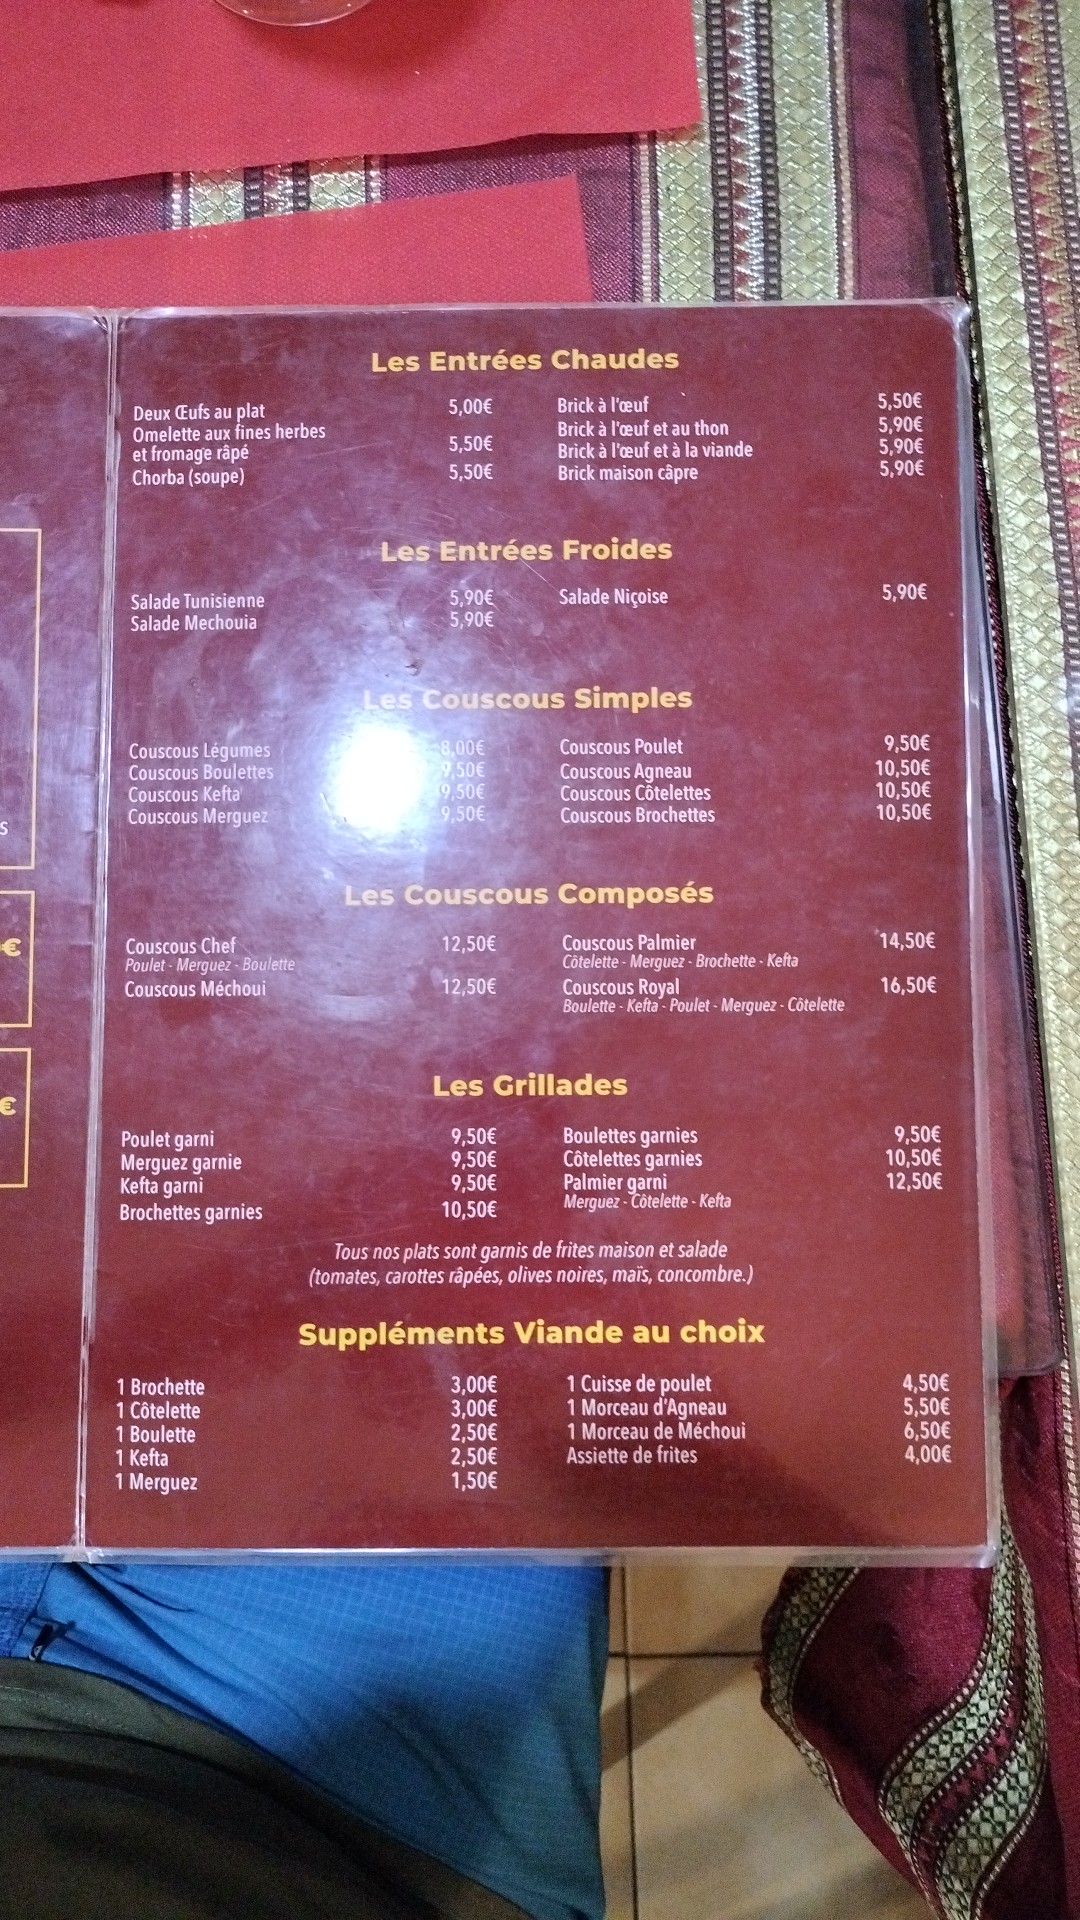 s
€
€
Les Entrées Chaudes
Deux Œufs au plat 5,00€
Omelette aux fines herbes
et fromage râpé 5,50€
Chorba (soupe) 5,50€
Brick à l'œuf 5,50€
Brick à l'œuf et au thon 5,90€
Brick à l'œuf et à la viande 5,90€
Brick maison câpre 5,90€
Les Entrées Froides
Salade Tunisienne 5,90€
Salade Mechouia 5,90€
Salade Niçoise 5,90€
Les Couscous Simples
Couscous Légumes 8,00€
Couscous Boulettes 9,50€
Couscous Kefta 9,50€
Couscous Merguez 9,50€
Couscous Poulet 9,50€
Couscous Agneau 10,50€
Couscous Côtelettes 10,50€
Couscous Brochettes 10,50€
Les Couscous Composés
Couscous Chef 12,50€
Poulet - Merguez - Boulette
Couscous Méchoui 12,50€
Couscous Palmier 14,50€
Côtelette - Merguez - Brochette - Kefta
Couscous Royal 16,50€
Boulette - Kefta - Poulet - Merguez - Côtelette
Les Grillades
Poulet garni 9,50€
Merguez garnie 9,50€
Kefta garni 9,50€
Brochettes garnies 10,50€
Boulettes garnies 9,50€
Côtelettes garnies 10,50€
Palmier garni 12,50€
Merguez - Côtelette - Kefta
Tous nos plats sont garnis de frites maison et salade
(tomates, carottes râpées, olives noires, maïs, concombre.)
Suppléments Viande au choix
1 Brochette 3,00€
1 Côtelette 3,00€
1 Boulette 2,50€
1 Kefta 2,50€
1 Merguez 1,50€
1 Cuisse de poulet 4,50€
1 Morceau d'Agneau 5,50€
1 Morceau de Méchoui 6,50€
Assiette de frites 4,00€